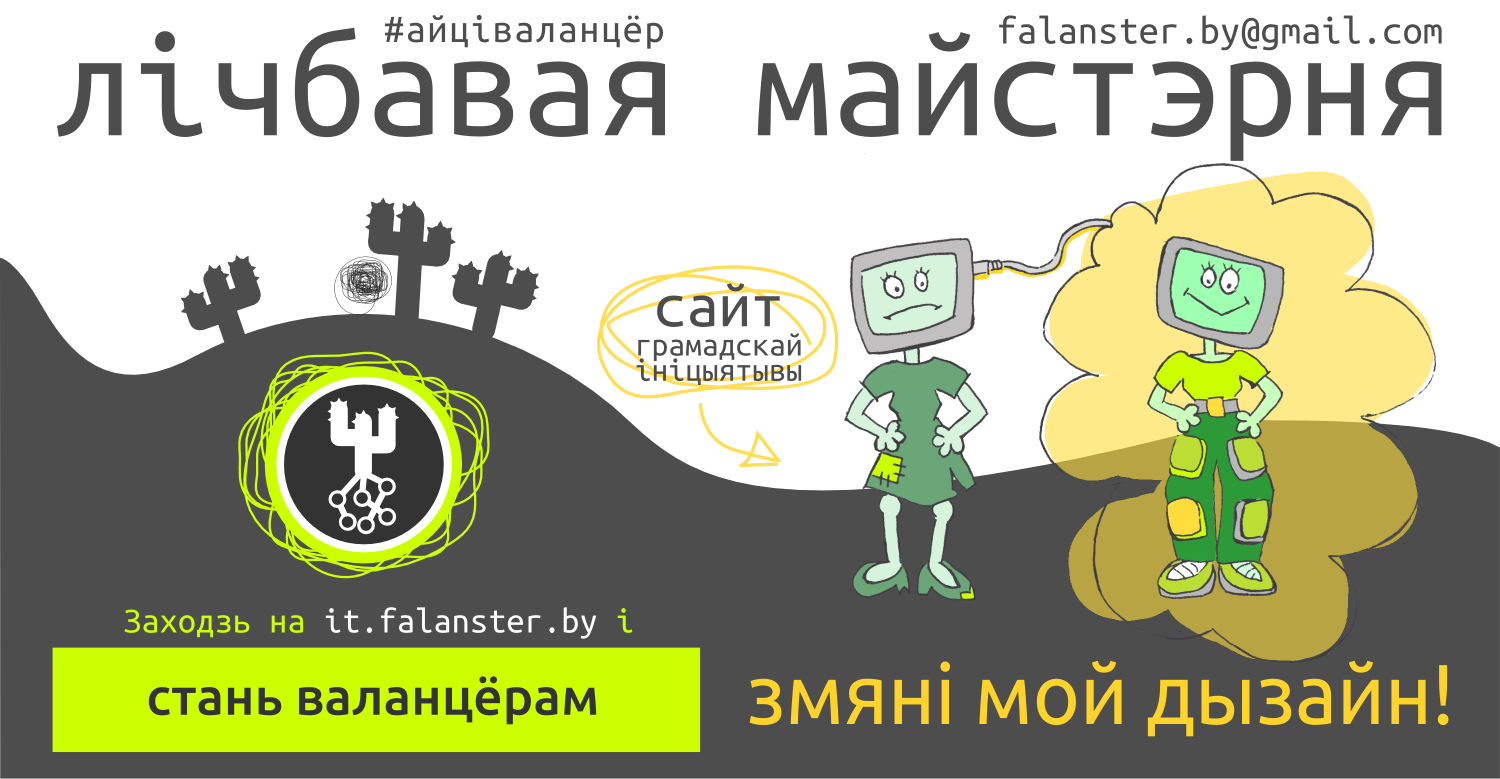 #айціваланцёр
falanster.by@gmail.com
лічбавая майстэрня
сайт
грамадскай
ініцыятывы
Заходзь на it.falanster.by і
стань валанцёрам
змяні мой дызайн!